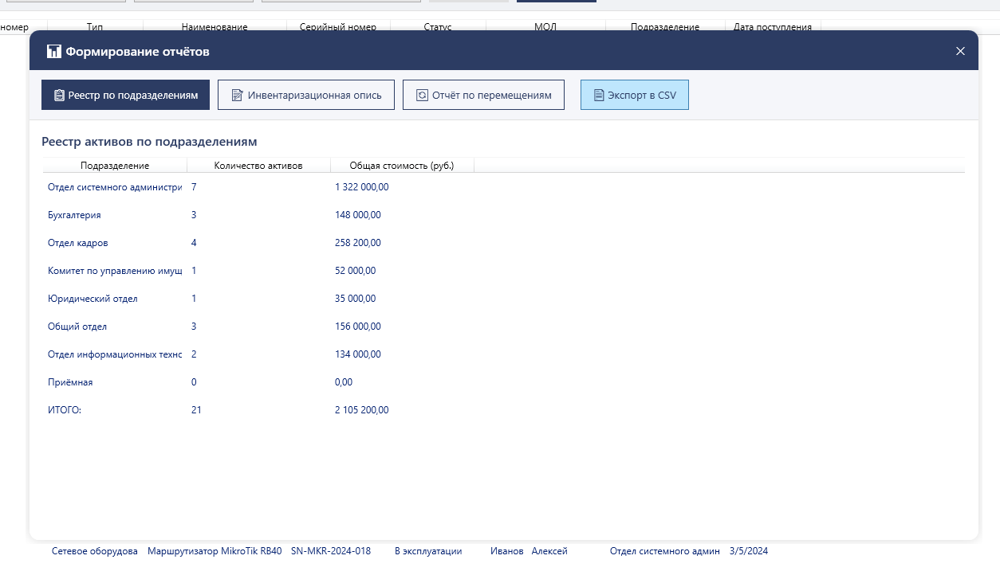 номер Тип Наименование Серийный номер Статус МОЛ Подразделение Дата поступления
Формирование отчётов
Реестр по подразделениям Инвентаризационная опись Отчёт по перемещениям Экспорт в CSV
Реестр активов по подразделениям
Подразделение Количество активов Общая стоимость (руб.)
Отдел системного администри 7 1 322 000,00
Бухгалтерия 3 148 000,00
Отдел кадров 4 258 200,00
Комитет по управлению имущ 1 52 000,00
Юридический отдел 1 35 000,00
Общий отдел 3 156 000,00
Отдел информационных техно 2 134 000,00
Приёмная 0 0,00
ИТОГО: 21 2 105 200,00
Сетевое оборудова Маршрутизатор MikroTik RB40 SN-MKR-2024-018 В эксплуатации Иванов Алексей Отдел системного админ 3/5/2024